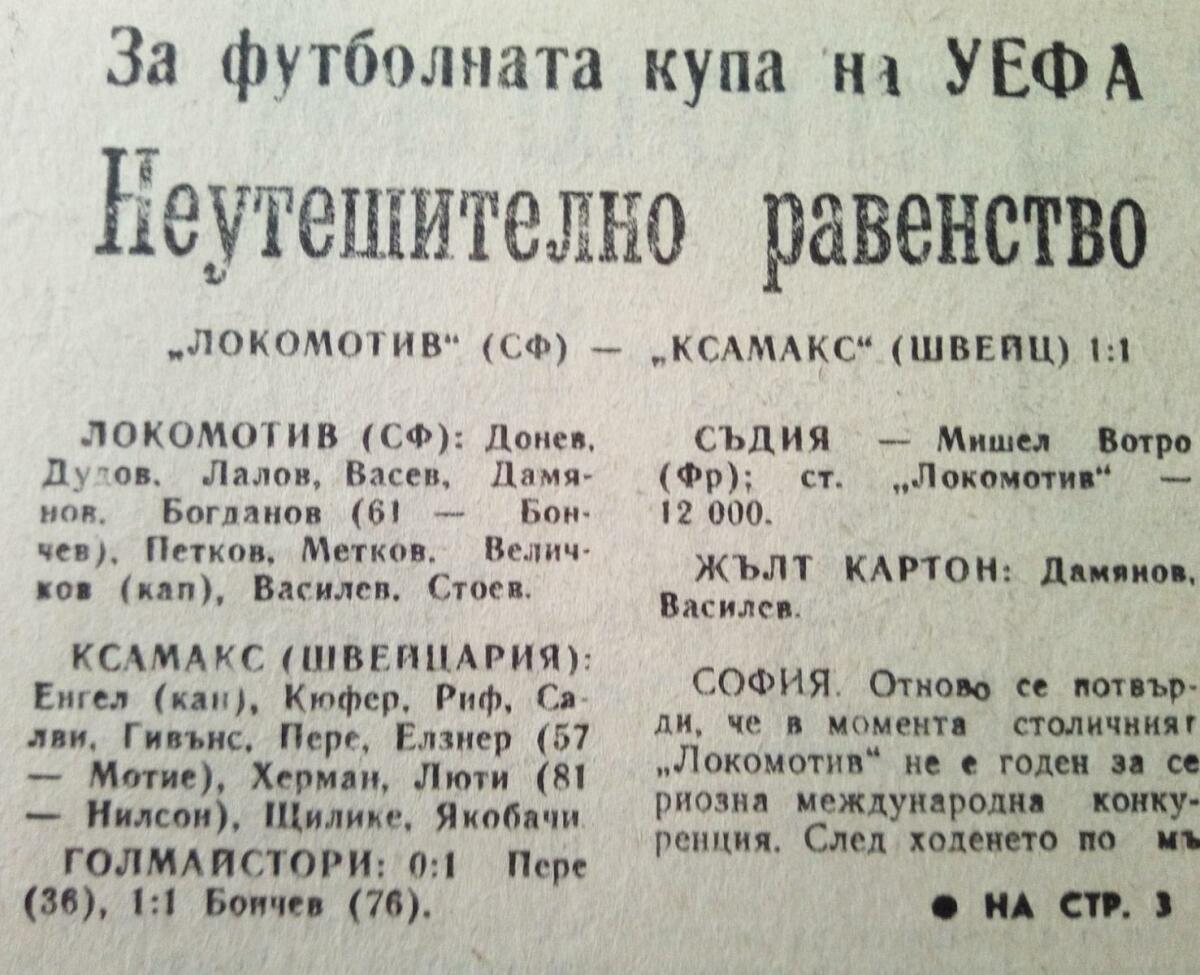 За футболната купа на УЕФА
Неутешително равенство
„ЛОКОМОТИВ“ (СФ) — „КСАМАКС“ (ШВЕЙЦ) 1:1
ЛОКОМОТИВ (СФ): Донев,
Дудов, Лалов, Васев, Дамя-
нов, Богданов (61 — Бон-
чев), Петков, Метков, Велич-
ков (кап), Василев, Стоев.
КСАМАКС (ШВЕЙЦАРИЯ):
Енгел (кап), Кюфер, Риф, Са-
лви, Гивънс, Пере, Елзнер (57
— Мотие), Херман, Люти (81
— Нилсон), Щилике, Якобачи
ГОЛМАЙСТОРИ: 0:1 Пере
(36), 1:1 Бончев (76).
СЪДИЯ — Мишел Вотро
(Фр); ст. „Локомотив“ —
12 000.
ЖЪЛТ КАРТОН: Дамянов,
Василев.
СОФИЯ. Отново се потвър-
ди, че в момента столичният
„Локомотив“ не е годен за се
риозна международна конку-
ренция. След ходенето по мъ
● НА СТР. 3